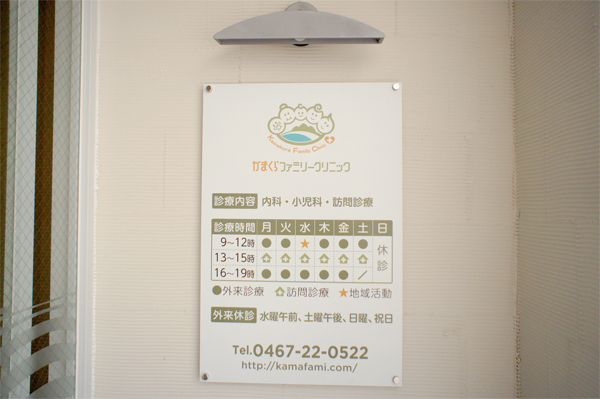 Kamakura Family Clinic
かまくらファミリークリニック
診療内容 内科・小児科・訪問診療
診療時間 月 火 水 木 金 土 日
9〜12時 ● ● ★ ● ● ● 休診
13〜15時
16〜19時 ● ● ● ● ● ／
●外来診療 訪問診療 ★地域活動
外来休診 水曜午前、土曜午後、日曜、祝日
Tel.0467-22-0522
http://kamafami.com/